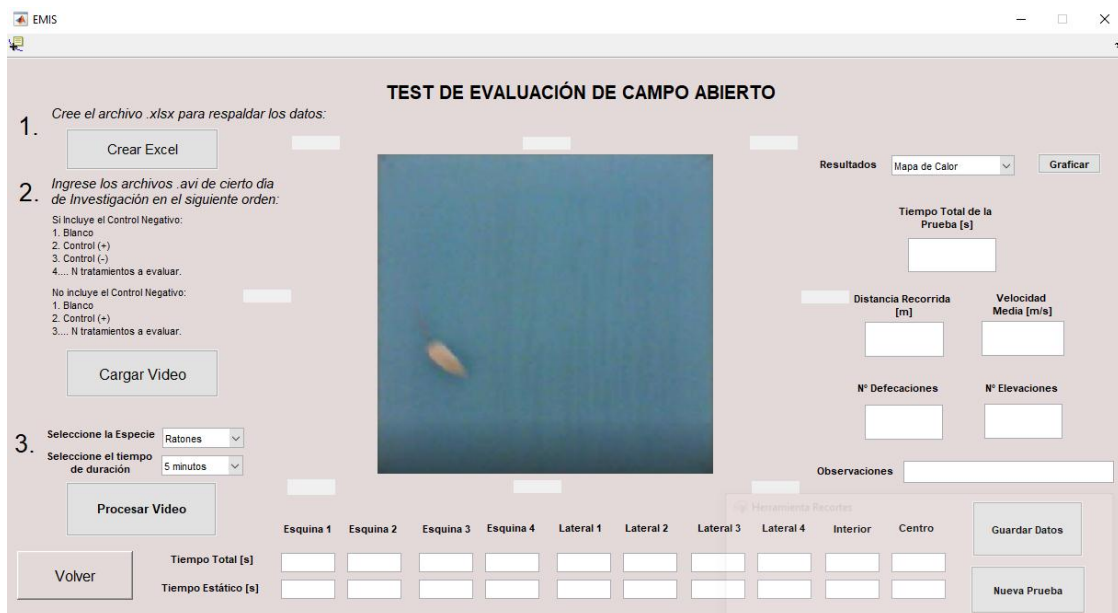 EMIS
TEST DE EVALUACIÓN DE CAMPO ABIERTO
1.
Cree el archivo .xlsx para respaldar los datos:
Crear Excel
2.
Ingrese los archivos .avi de cierto dìa
de Investigación en el siguiente orden:
Si Incluye el Control Negativo:
1. Blanco
2. Control (+)
3. Control (-)
4.... N tratamientos a evaluar.
No incluye el Control Negativo:
1. Blanco
2. Control (+)
3.... N tratamientos a evaluar.
Cargar Video
3.
Seleccione la Especie
Ratones
Seleccione el tiempo
de duración
5 minutos
Procesar Video
Volver
Resultados
Mapa de Calor
Graficar
Tiempo Total de la
Prueba [s]
Distancia Recorrida
[m]
Velocidad
Media [m/s]
Nº Defecaciones
Nº Elevaciones
Observaciones
Herramienta Recortes
Esquina 1 Esquina 2 Esquina 3 Esquina 4 Lateral 1 Lateral 2 Lateral 3 Lateral 4 Interior Centro
Tiempo Total [s]
Tiempo Estático [s]
Guardar Datos
Nueva Prueba